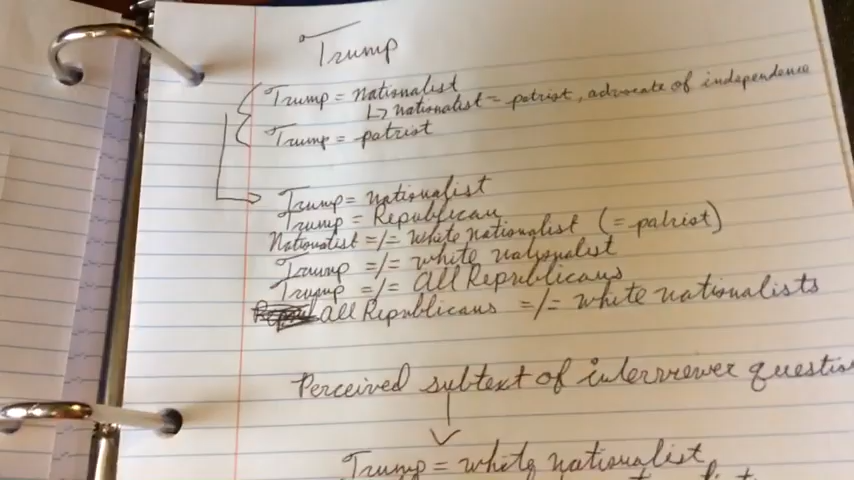 Trump
Trump = nationalist
↳ nationalist = patriot, advocate of independence
Trump = patriot
Trump = nationalist
Trump = Republican
Nationalist =/= white nationalist (= patriot)
Trump =/= white nationalist
Trump =/= All Republicans
All Republicans =/= white nationalists
Perceived subtext of interviewer question
Trump = white nationalist